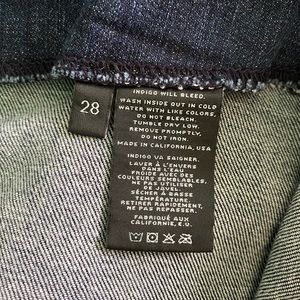 28
INDIGO WILL BLEED.
WASH INSIDE OUT IN COLD
WATER WITH LIKE COLORS,
DO NOT BLEACH.
TUMBLE DRY LOW.
REMOVE PROMPTLY,
DO NOT IRON.
MADE IN CALIFORNIA, USA
INDIGO VA SAIGNER.
LAVER À L'ENVERS
DANS L'EAU
FROIDE AVEC DES
COULEURS SEMBLABLES,
NE PAS UTILISER
DE JAVEL.
SÉCHER À BASSE
TEMPÉRATURE.
RETIRER RAPIDEMENT,
NE PAS REPASSER.
FABRIQUÉ AUX
CALIFORNIE, É.U.